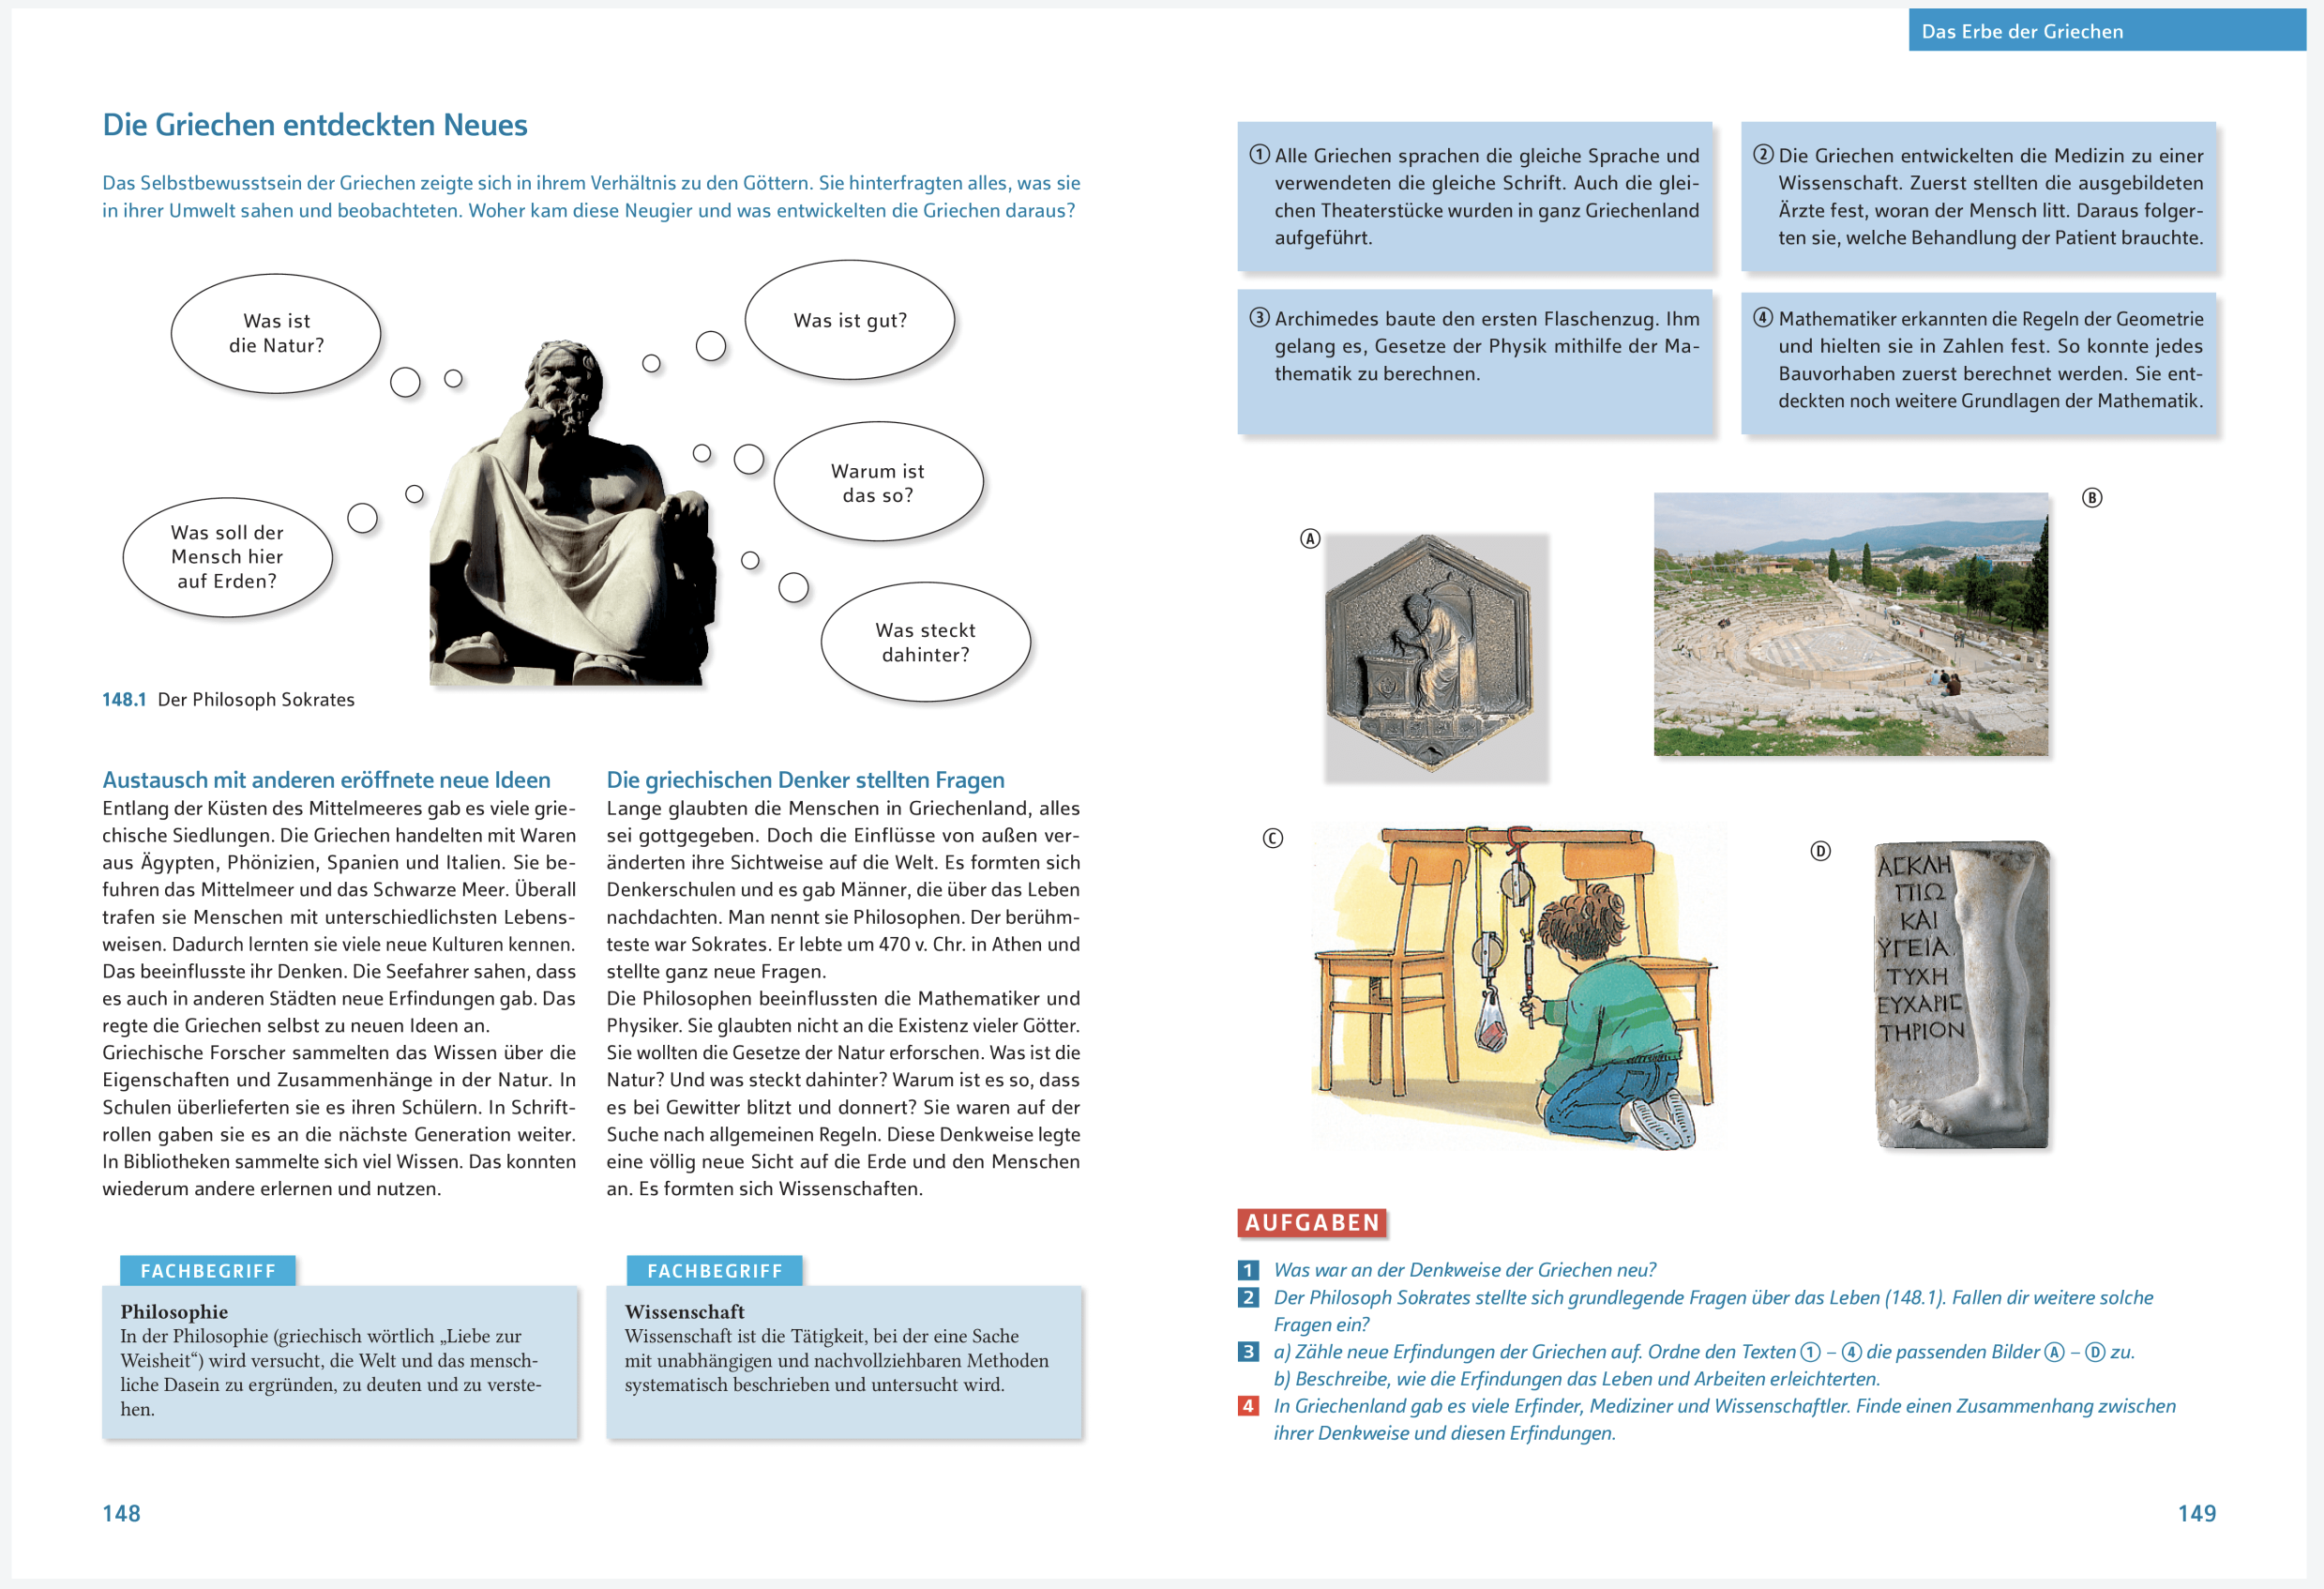 Das Erbe der Griechen
Die Griechen entdeckten Neues
Das Selbstbewusstsein der Griechen zeigte sich in ihrem Verhältnis zu den Göttern. Sie hinterfragten alles, was sie
in ihrer Umwelt sahen und beobachteten. Woher kam diese Neugier und was entwickelten die Griechen daraus?
Was ist
die Natur?
Was ist gut?
Warum ist
das so?
Was soll der
Mensch hier
auf Erden?
Was steckt
dahinter?
148.1 Der Philosoph Sokrates
Austausch mit anderen eröffnete neue Ideen
Entlang der Küsten des Mittelmeeres gab es viele grie-
chische Siedlungen. Die Griechen handelten mit Waren
aus Ägypten, Phönizien, Spanien und Italien. Sie be-
fuhren das Mittelmeer und das Schwarze Meer. Überall
trafen sie Menschen mit unterschiedlichsten Lebens-
weisen. Dadurch lernten sie viele neue Kulturen kennen.
Das beeinflusste ihr Denken. Die Seefahrer sahen, dass
es auch in anderen Städten neue Erfindungen gab. Das
regte die Griechen selbst zu neuen Ideen an.
Griechische Forscher sammelten das Wissen über die
Eigenschaften und Zusammenhänge in der Natur. In
Schulen überlieferten sie es ihren Schülern. In Schrift-
rollen gaben sie es an die nächste Generation weiter.
In Bibliotheken sammelte sich viel Wissen. Das konnten
wiederum andere erlernen und nutzen.
Die griechischen Denker stellten Fragen
Lange glaubten die Menschen in Griechenland, alles
sei gottgegeben. Doch die Einflüsse von außen ver-
änderten ihre Sichtweise auf die Welt. Es formten sich
Denkerschulen und es gab Männer, die über das Leben
nachdachten. Man nennt sie Philosophen. Der berühm-
teste war Sokrates. Er lebte um 470 v. Chr. in Athen und
stellte ganz neue Fragen.
Die Philosophen beeinflussten die Mathematiker und
Physiker. Sie glaubten nicht an die Existenz vieler Götter.
Sie wollten die Gesetze der Natur erforschen. Was ist die
Natur? Und was steckt dahinter? Warum ist es so, dass
es bei Gewitter blitzt und donnert? Sie waren auf der
Suche nach allgemeinen Regeln. Diese Denkweise legte
eine völlig neue Sicht auf die Erde und den Menschen
an. Es formten sich Wissenschaften.
FACHBEGRIFF
Philosophie
In der Philosophie (griechisch wörtlich „Liebe zur
Weisheit“) wird versucht, die Welt und das mensch-
liche Dasein zu ergründen, zu deuten und zu verste-
hen.
FACHBEGRIFF
Wissenschaft
Wissenschaft ist die Tätigkeit, bei der eine Sache
mit unabhängigen und nachvollziehbaren Methoden
systematisch beschrieben und untersucht wird.
148
① Alle Griechen sprachen die gleiche Sprache und
verwendeten die gleiche Schrift. Auch die glei-
chen Theaterstücke wurden in ganz Griechenland
aufgeführt.
② Die Griechen entwickelten die Medizin zu einer
Wissenschaft. Zuerst stellten die ausgebildeten
Ärzte fest, woran der Mensch litt. Daraus folger-
ten sie, welche Behandlung der Patient brauchte.
③ Archimedes baute den ersten Flaschenzug. Ihm
gelang es, Gesetze der Physik mithilfe der Ma-
thematik zu berechnen.
④ Mathematiker erkannten die Regeln der Geometrie
und hielten sie in Zahlen fest. So konnte jedes
Bauvorhaben zuerst berechnet werden. Sie ent-
deckten noch weitere Grundlagen der Mathematik.
Ⓐ
Ⓑ
Ⓒ
Ⓓ
ΑϹΚΛΗ
ΠΙΩ
ΚΑΙ
ΫΓΕΙΑ
ΤΥΧΗ
ΕΥΧΑΡΙϹ
ΤΗΡΙΟΝ
AUFGABEN
1 Was war an der Denkweise der Griechen neu?
2 Der Philosoph Sokrates stellte sich grundlegende Fragen über das Leben (148.1). Fallen dir weitere solche
Fragen ein?
3 a) Zähle neue Erfindungen der Griechen auf. Ordne den Texten ① – ④ die passenden Bilder Ⓐ – Ⓓ zu.
b) Beschreibe, wie die Erfindungen das Leben und Arbeiten erleichterten.
4 In Griechenland gab es viele Erfinder, Mediziner und Wissenschaftler. Finde einen Zusammenhang zwischen
ihrer Denkweise und diesen Erfindungen.
149